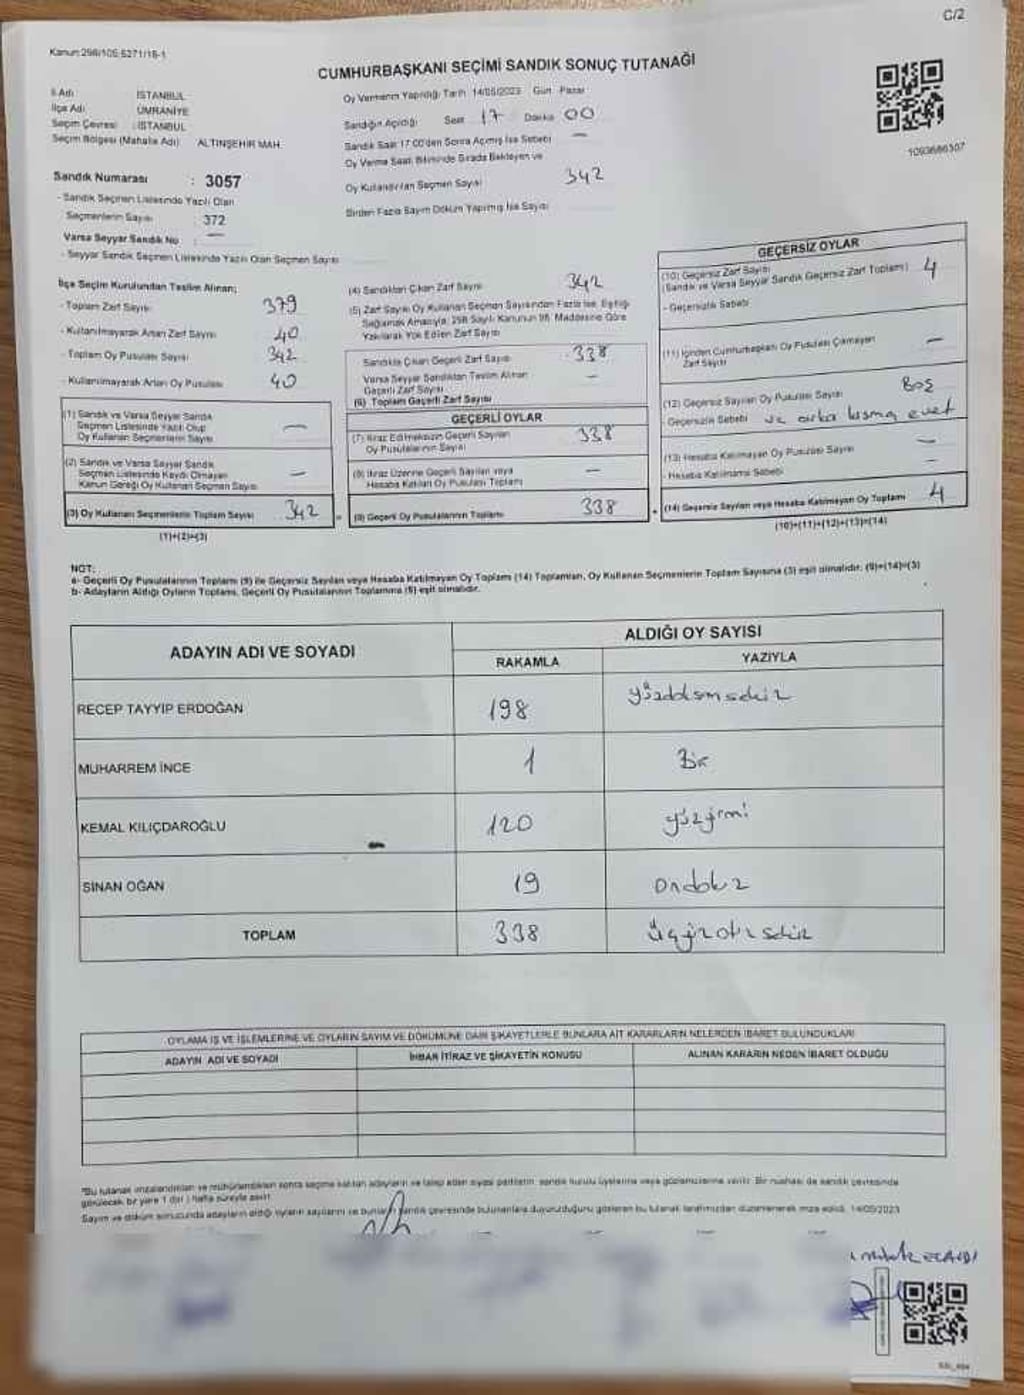 C/2
Kanun:298/105-5271/16-1
CUMHURBAŞKANI SEÇİMİ SANDIK SONUÇ TUTANAĞI
İl Adı : İSTANBUL
İlçe Adı : ÜMRANİYE
Seçim Çevresi : İSTANBUL
Seçim Bölgesi (Mahalle Adı) ALTINŞEHİR MAH.
Sandık Numarası : 3057
- Sandık Seçmen Listesinde Yazılı Olan
Seçmenlerin Sayısı : 372
Varsa Seyyar Sandık No : —
- Seyyar Sandık Seçmen Listesinde Yazılı Olan Seçmen Sayısı
Oy Vermenin Yapıldığı Tarih 14/05/2023 Gün Pazar
Sandığın Açıldığı Saat 17 Dakika 00
Sandık Saat 17:00'den Sonra Açılmış İse Sebebi —
Oy Verme Saati Bitiminde Sırada Bekleyen ve
Oy Kullandırılan Seçmen Sayısı 342
Birden Fazla Sayım Döküm Yapılmış İse Sayısı
1093686307
İlçe Seçim Kurulundan Teslim Alınan;
- Toplam Zarf Sayısı 379
- Kullanılmayarak Artan Zarf Sayısı 40
- Toplam Oy Pusulası Sayısı 342
- Kullanılmayarak Artan Oy Pusulası 40
(1) Sandık ve Varsa Seyyar Sandık
Seçmen Listesinde Yazılı Olup
Oy Kullanan Seçmenlerin Sayısı —
(2) Sandık ve Varsa Seyyar Sandık
Seçmen Listesinde Kaydı Olmayan
Kanun Gereği Oy Kullanan Seçmen Sayısı —
(3) Oy Kullanan Seçmenlerin Toplam Sayısı 342
(1)+(2)=(3)
(4) Sandıktan Çıkan Zarf Sayısı 342
(5) Zarf Sayısı Oy Kullanan Seçmen Sayısından Fazla İse, Eşitliği
Sağlamak Amacıyla; 298 Sayılı Kanunun 98. Maddesine Göre
Yakılarak Yok Edilen Zarf Sayısı
Sandıkta Çıkan Geçerli Zarf Sayısı 338
Varsa Seyyar Sandıktan Teslim Alınan
Geçerli Zarf Sayısı —
(6) Toplam Geçerli Zarf Sayısı
GEÇERLİ OYLAR
(7) İtiraz Edilmeksizin Geçerli Sayılan
Oy Pusulalarının Sayısı 338
(8) İtiraz Üzerine Geçerli Sayılan veya
Hesaba Katılan Oy Pusulası Toplamı —
(9) Geçerli Oy Pusulalarının Toplamı 338
GEÇERSİZ OYLAR
(10) Geçersiz Zarf Sayısı
(Sandık ve Varsa Seyyar Sandık Geçersiz Zarf Toplamı) 4
- Geçersizlik Sebebi
(11) İçinden Cumhurbaşkanı Oy Pusulası Çıkmayan
Zarf Sayısı —
(12) Geçersiz Sayılan Oy Pusulası Sayısı Boş
Geçersizlik Sebebi ve arka basma evet
(13) Hesaba Katılmayan Oy Pusulası Sayısı —
- Hesaba Katılmama Sebebi —
(14) Geçersiz Sayılan veya Hesaba Katılmayan Oy Toplamı 4
(10)+(11)+(12)+(13)=(14)
NOT:
a- Geçerli Oy Pusulalarının Toplamı (9) ile Geçersiz Sayılan veya Hesaba Katılmayan Oy Toplamı (14) Toplamları, Oy Kullanan Seçmenlerin Toplam Sayısına (3) eşit olmalıdır. (9)+(14)=(3)
b- Adayların Aldığı Oyların Toplamı, Geçerli Oy Pusulalarının Toplamına (9) eşit olmalıdır.
ADAYIN ADI VE SOYADI
ALDIĞI OY SAYISI
RAKAMLA YAZIYLA
RECEP TAYYİP ERDOĞAN 198 yüzdoksansekiz
MUHARREM İNCE 1 Bir
KEMAL KILIÇDAROĞLU 120 yüzyirmi
SİNAN OĞAN 19 ondokuz
TOPLAM 338 üçyüzotuzsekiz
OYLAMA İŞ VE İŞLEMLERİNE VE OYLARIN SAYIM VE DÖKÜMÜNE DAİR ŞİKAYETLERLE BUNLARA AİT KARARLARIN NELERDEN İBARET BULUNDUKLARI
ADAYIN ADI VE SOYADI İHBAR İTİRAZ VE ŞİKAYETİN KONUSU ALINAN KARARIN NEDEN İBARET OLDUĞU
*Bu tutanak imzalandıktan ve mühürlendikten sonra seçime katılan adayların ve talep eden siyasi partilerin, sandık kurulu üyelerine veya gözlemcilerine verilir. Bir nüshası da sandık çevresinde
görülecek bir yere 1 (bir) hafta süreyle asılır.
Sayım ve döküm sonucunda adayların aldığı oyların sayılarını ve bunların sandık çevresinde bulunanlara duyurulduğunu gösteren bu tutanak tarafımızdan düzenlenerek imza edildi. 14/05/2023